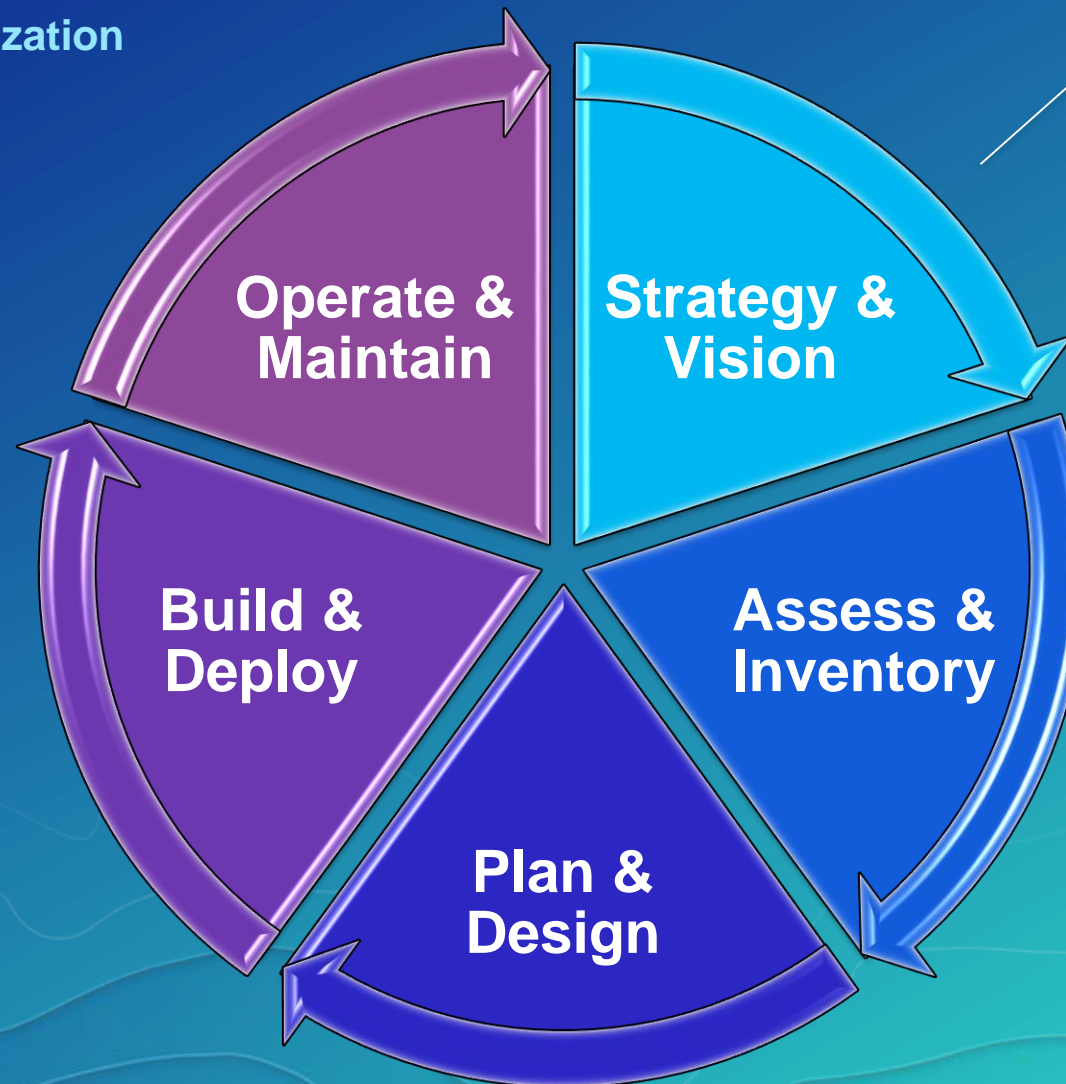 zation
Operate &
Maintain
Strategy &
Vision
Build &
Deploy
Assess &
Inventory
Plan &
Design